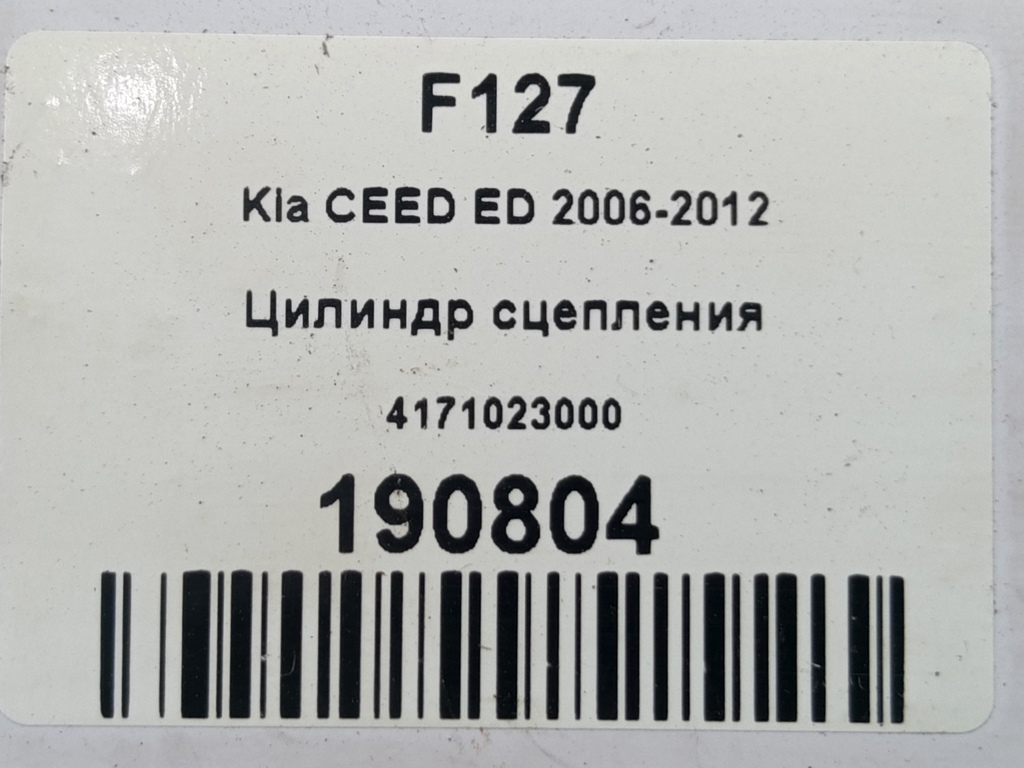 F127
Kia CEED ED 2006-2012
Цилиндр сцепления
4171023000
190804